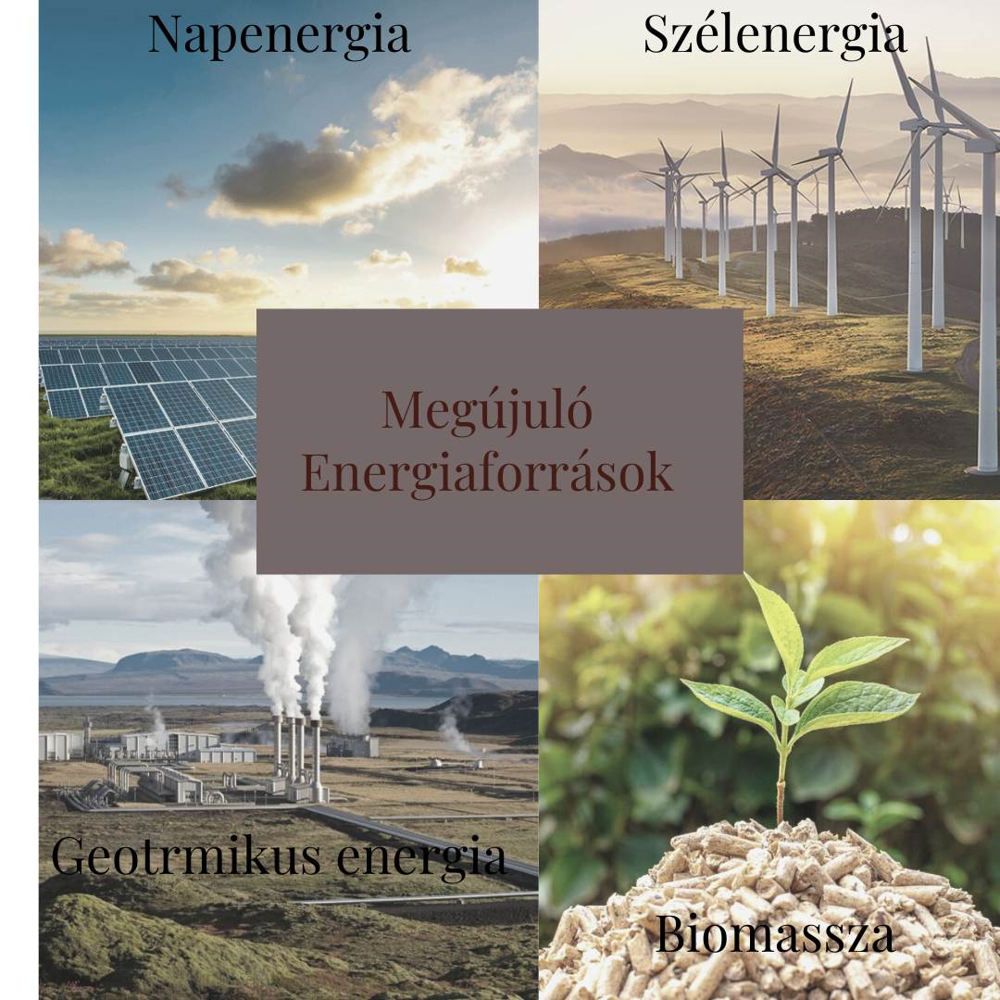 Napenergia
Szélenergia
Megújuló
Energiaforrások
Geotrmikus energia
Biomassza